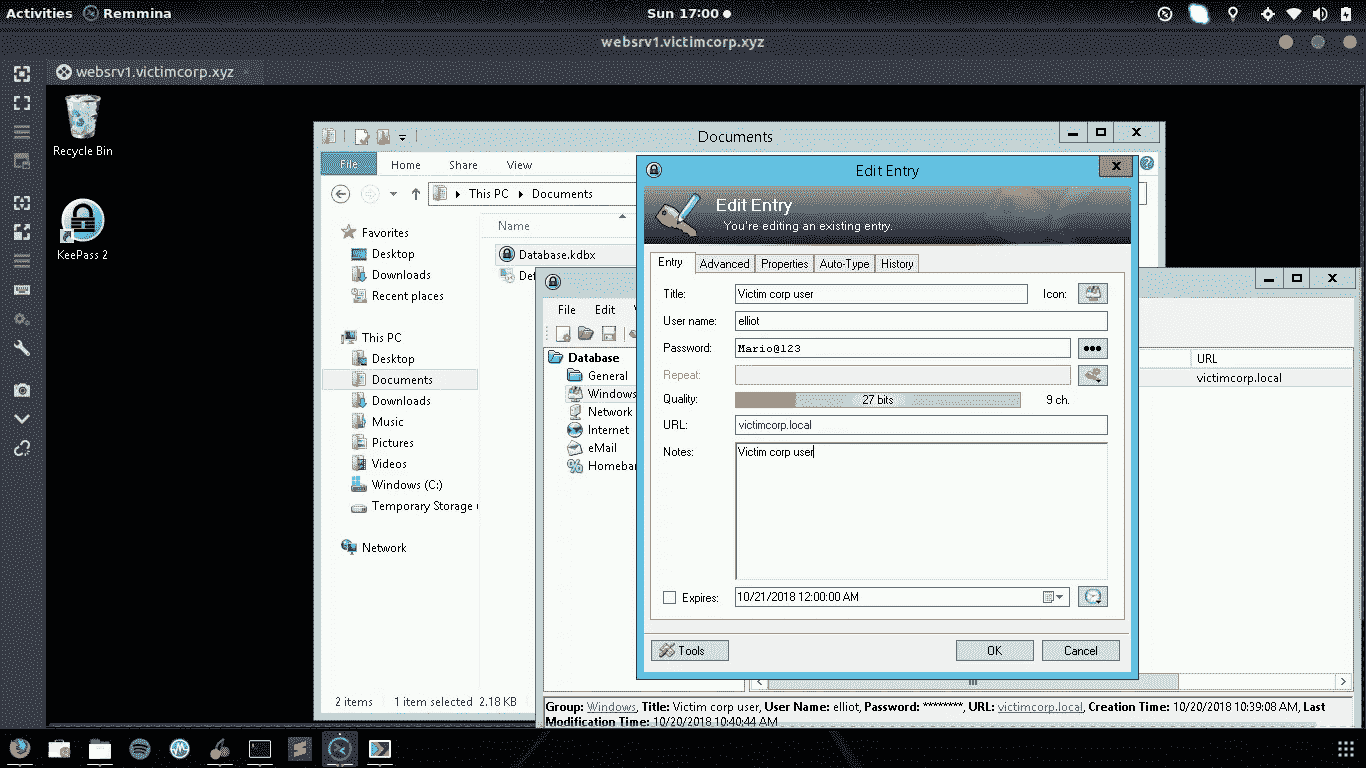 Activities Remmina Sun 17:00
websrv1.victimcorp.xyz
websrv1.victimcorp.xyz
Recycle Bin
KeePass 2
Documents
File Home Share View
This PC Documents
Name
Favorites
Desktop
Downloads
Recent places
This PC
Desktop
Documents
Downloads
Music
Pictures
Videos
Windows (C:)
Temporary Storage
Network
Database.kdbx
2 items 1 item selected 2.18 KB
File Edit
Database
General
Windows
Network
Internet
eMail
URL
victimcorp.local
Edit Entry
Edit Entry
You're editing an existing entry.
Entry Advanced Properties Auto-Type History
Title: Victim corp user Icon:
User name: elliot
Password: Mario@123
Repeat:
Quality: 27 bits 9 ch.
URL: victimcorp.local
Notes: Victim corp user
Expires: 10/21/2018 12:00:00 AM
Tools OK Cancel
Group: Windows, Title: Victim corp user, User Name: elliot, Password: ********, URL: victimcorp.local, Creation Time: 10/20/2018 10:39:08 AM, Last
Modification Time: 10/20/2018 10:40:44 AM